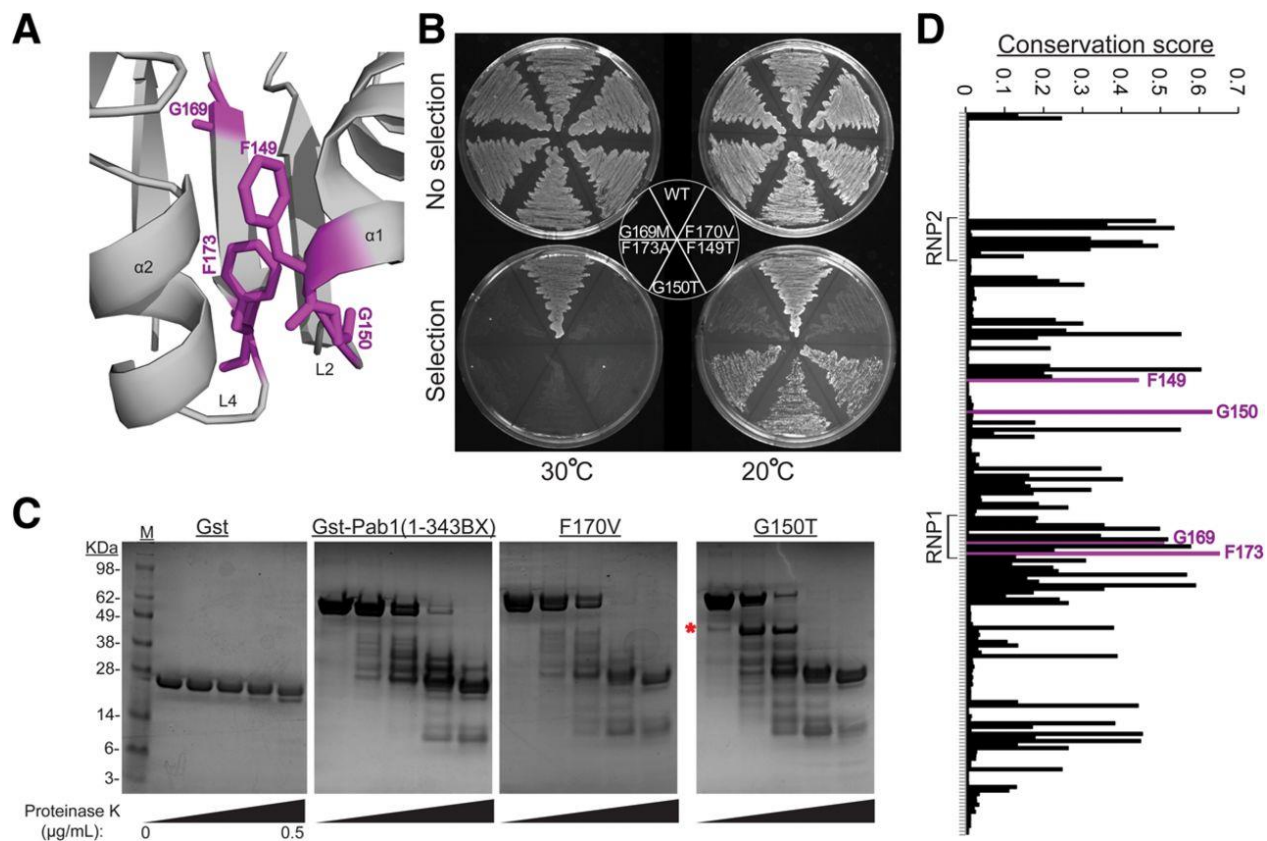 A
G169
F149
F173
α2
α1
G150
L2
L4
B
No selection
Selection
WT
G169M
F170V
F173A
F149T
G150T
30°C
20°C
C
M
Gst
Gst-Pab1(1-343BX)
F170V
G150T
KDa
98-
62-
49-
38-
28-
14-
6-
3-
*
Proteinase K
(µg/mL):
0
0.5
D
Conservation score
0
0.1
0.2
0.3
0.4
0.5
0.6
0.7
RNP2
F149
G150
RNP1
G169
F173